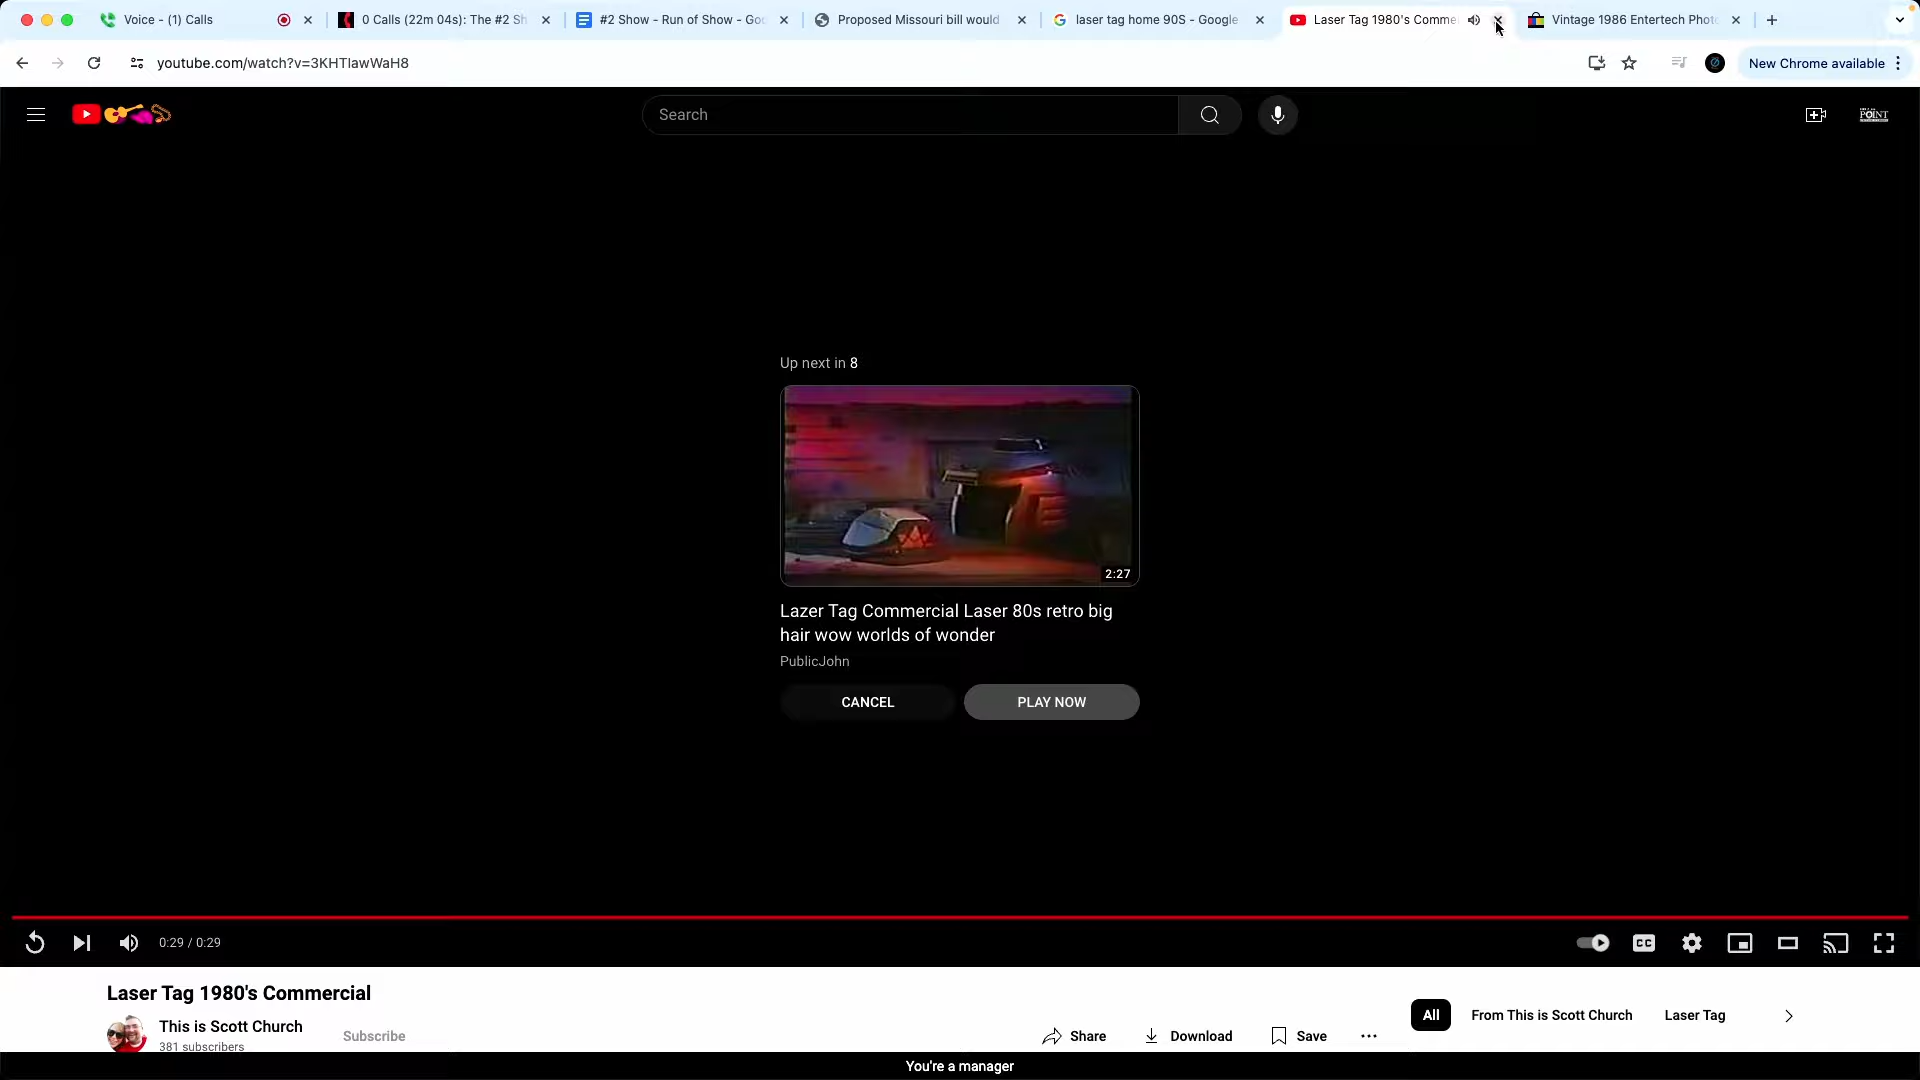 Voice - (1) Calls
0 Calls (22m 04s): The #2 Sh
#2 Show - Run of Show - Goo
Proposed Missouri bill would
laser tag home 90S - Google
Laser Tag 1980's Comme
Vintage 1986 Entertech Phot
youtube.com/watch?v=3KHTlawWaH8
New Chrome available
Search
POINT
Up next in 8
2:27
Lazer Tag Commercial Laser 80s retro big
hair wow worlds of wonder
PublicJohn
CANCEL
PLAY NOW
0:29 / 0:29
CC
Laser Tag 1980's Commercial
This is Scott Church
381 subscribers
Subscribe
Share
Download
Save
All
From This is Scott Church
Laser Tag
You're a manager